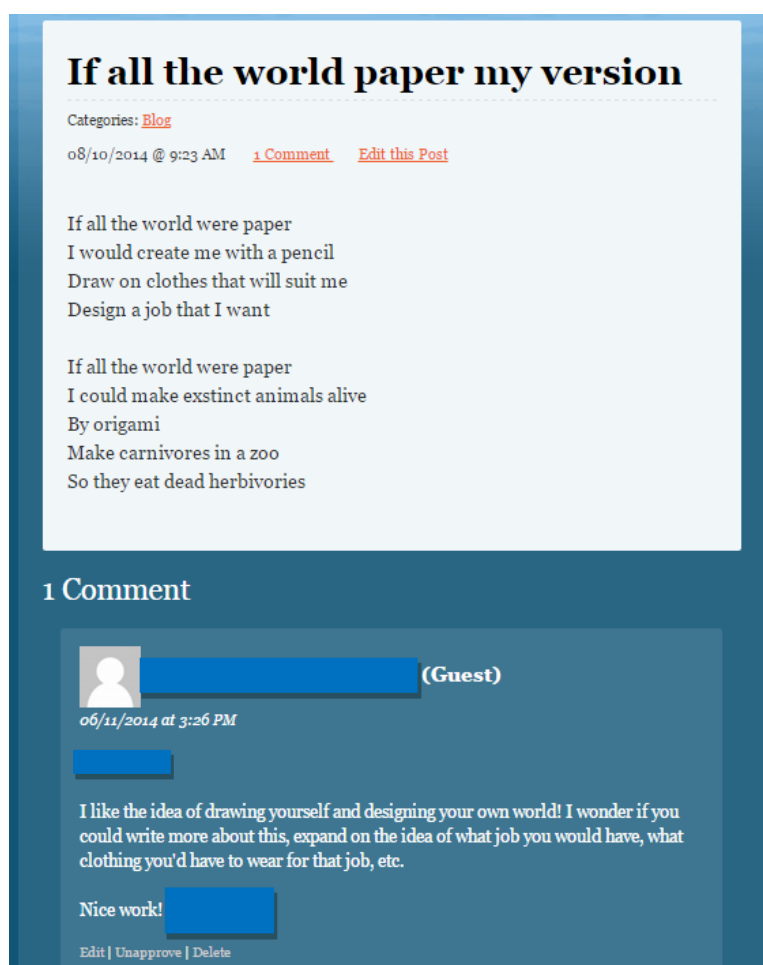 If all the world paper my version
Categories: Blog
08/10/2014 @ 9:23 AM 1 Comment Edit this Post
If all the world were paper
I would create me with a pencil
Draw on clothes that will suit me
Design a job that I want
If all the world were paper
I could make exstinct animals alive
By origami
Make carnivores in a zoo
So they eat dead herbivories
1 Comment
(Guest)
06/11/2014 at 3:26 PM
I like the idea of drawing yourself and designing your own world! I wonder if you
could write more about this, expand on the idea of what job you would have, what
clothing you'd have to wear for that job, etc.
Nice work!
Edit | Unapprove | Delete